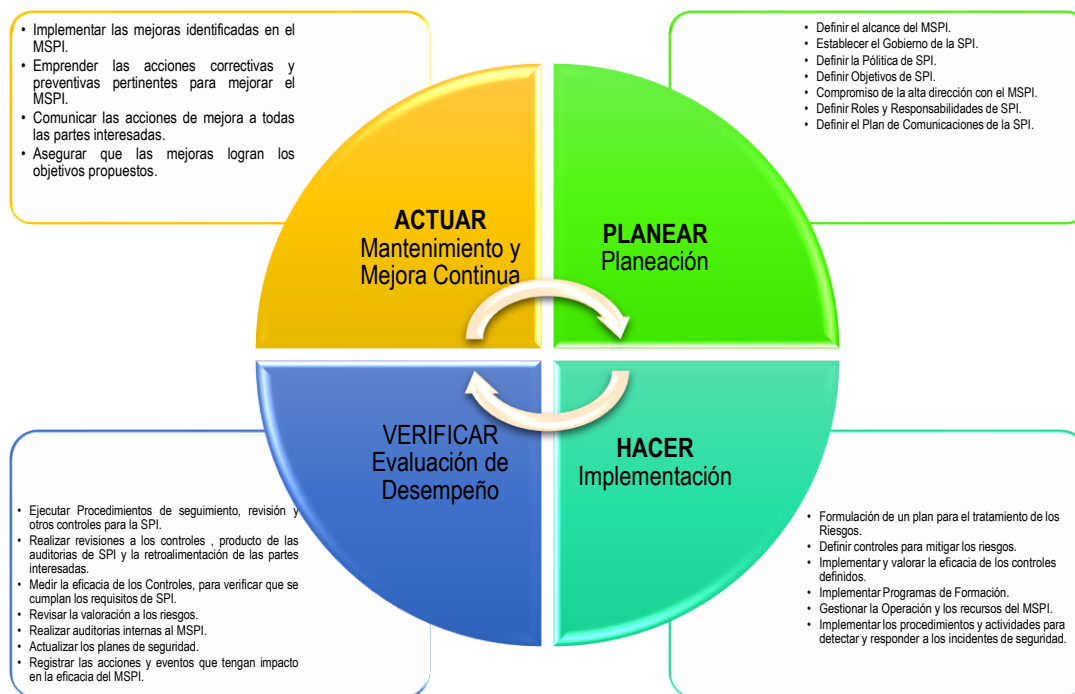 • Implementar las mejoras identificadas en el
MSPI.
• Emprender las acciones correctivas y
preventivas pertinentes para mejorar el
MSPI.
• Comunicar las acciones de mejora a todas
las partes interesadas.
• Asegurar que las mejoras logran los
objetivos propuestos.
• Definir el alcance del MSPI.
• Establecer el Gobierno de la SPI.
• Definir la Pólitica de SPI.
• Definir Objetivos de SPI.
• Compromiso de la alta dirección con el MSPI.
• Definir Roles y Responsabilidades de SPI.
• Definir el Plan de Comunicaciones de la SPI.
ACTUAR
Mantenimiento y
Mejora Continua
PLANEAR
Planeación
VERIFICAR
Evaluación de
Desempeño
HACER
Implementación
• Ejecutar Procedimientos de seguimiento, revisión y
otros controles para la SPI.
• Realizar revisiones a los controles , producto de las
auditorias de SPI y la retroalimentación de las partes
interesadas.
• Medir la eficacia de los Controles, para verificar que se
cumplan los requisitos de SPI.
• Revisar la valoración a los riesgos.
• Realizar auditorias internas al MSPI.
• Actualizar los planes de seguridad.
• Registrar las acciones y eventos que tengan impacto
en la eficacia del MSPI.
• Formulación de un plan para el tratamiento de los
Riesgos.
• Definir controles para mitigar los riesgos.
• Implementar y valorar la eficacia de los controles
definidos.
• Implementar Programas de Formación.
• Gestionar la Operación y los recursos del MSPI.
• Implementar los procedimientos y actividades para
detectar y responder a los incidentes de seguridad.